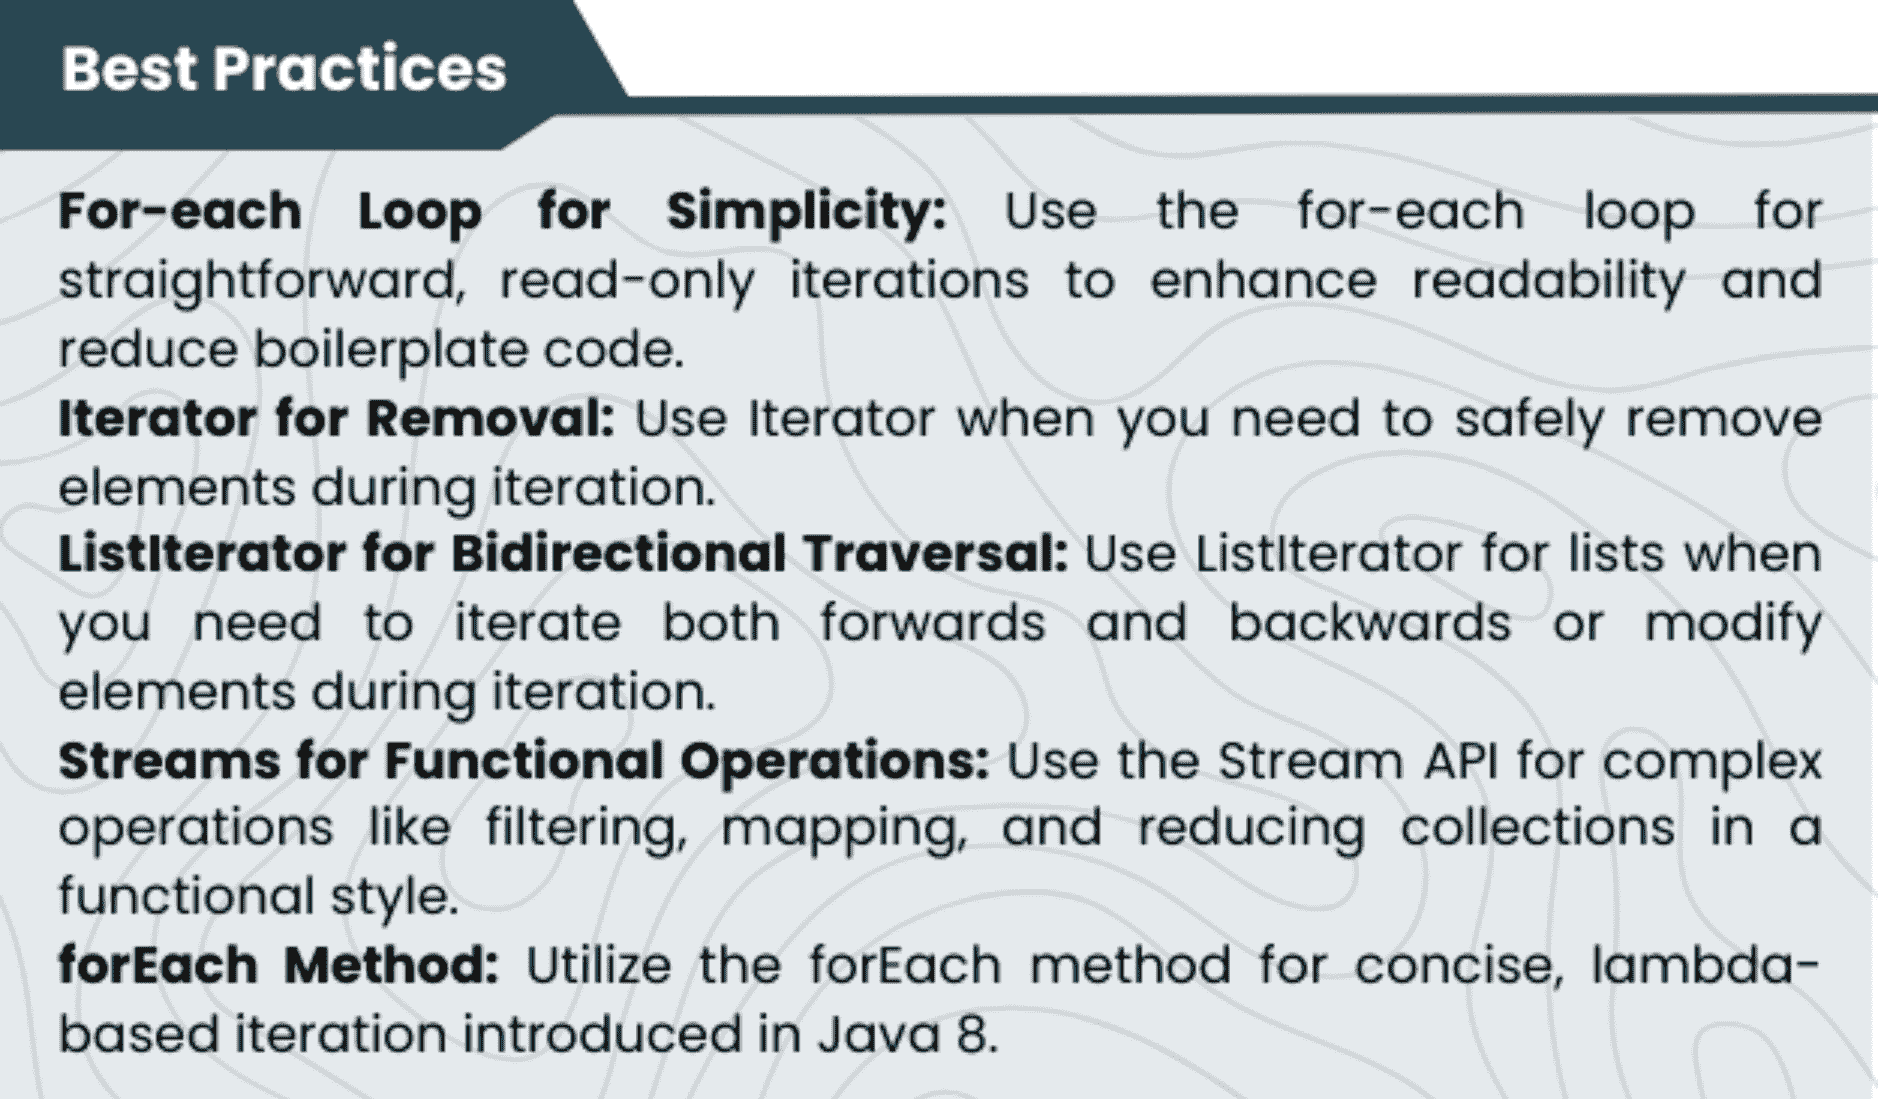 Best Practices
For-each Loop for Simplicity: Use the for-each loop for
straightforward, read-only iterations to enhance readability and
reduce boilerplate code.
Iterator for Removal: Use Iterator when you need to safely remove
elements during iteration.
ListIterator for Bidirectional Traversal: Use ListIterator for lists when
you need to iterate both forwards and backwards or modify
elements during iteration.
Streams for Functional Operations: Use the Stream API for complex
operations like filtering, mapping, and reducing collections in a
functional style.
forEach Method: Utilize the forEach method for concise, lambda-
based iteration introduced in Java 8.